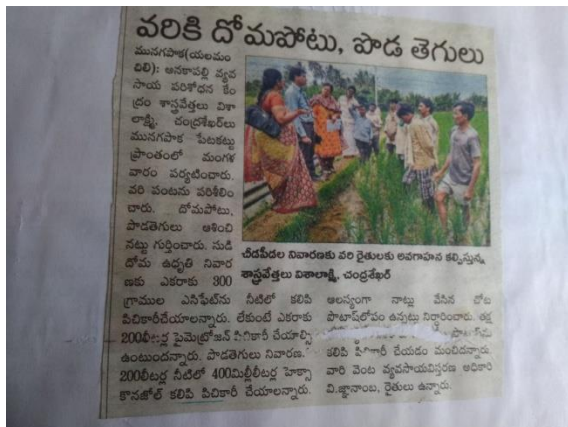 వరికి దోమపోటు, పొడ తెగులు
మునగపాక(యలమం
చిలి): అనకాపల్లి వ్యవ
సాయ పరిశోధన కేం
ద్రం శాస్త్రవేత్తలు విశా
లాక్ష్మి, చంద్రశేఖర్‌లు
మునగపాక పేటకట్టు
ప్రాంతంలో మంగళ
వారం పర్యటించారు.
వరి పంటను పరిశీలిం
చారు. దోమపోటు,
పొడతెగులు ఆశించి
నట్టు గుర్తించారు. సుడి
దోమ ఉధృతి నివార
ణకు ఎకరాకు 300
గ్రాముల ఎసిఫేట్‌ను నీటిలో కలిపి
పిచికారీచేయాలన్నారు. లేకుంటే ఎకరాకు
200లీటర్ల పైమెట్రోజన్ పిచికారీ చేయాల్సి
ఉంటుందన్నారు. పొడతెగులు నివారణ.
200లీటర్ల నీటిలో 400మిల్లీలీటర్ల హెక్సా
కొనజోల్ కలిపి పిచికారీ చేయాలన్నారు.
చీడపీడల నివారణకు వరి రైతులకు అవగాహన కల్పిస్తున్న
శాస్త్రవేత్తలు విశాలాక్ష్మి, చంద్రశేఖర్
ఆలస్యంగా నాట్లు వేసిన చోట
పొటాష్‌లోపం ఉన్నట్లు నిర్ధారించారు. తక్ష
కలిపి పిచికారీ చేయడం మంచిదన్నారు.
వారి వెంట వ్యవసాయవిస్తరణ అధికారి
వి.జ్ఞానాంబ, రైతులు ఉన్నారు.